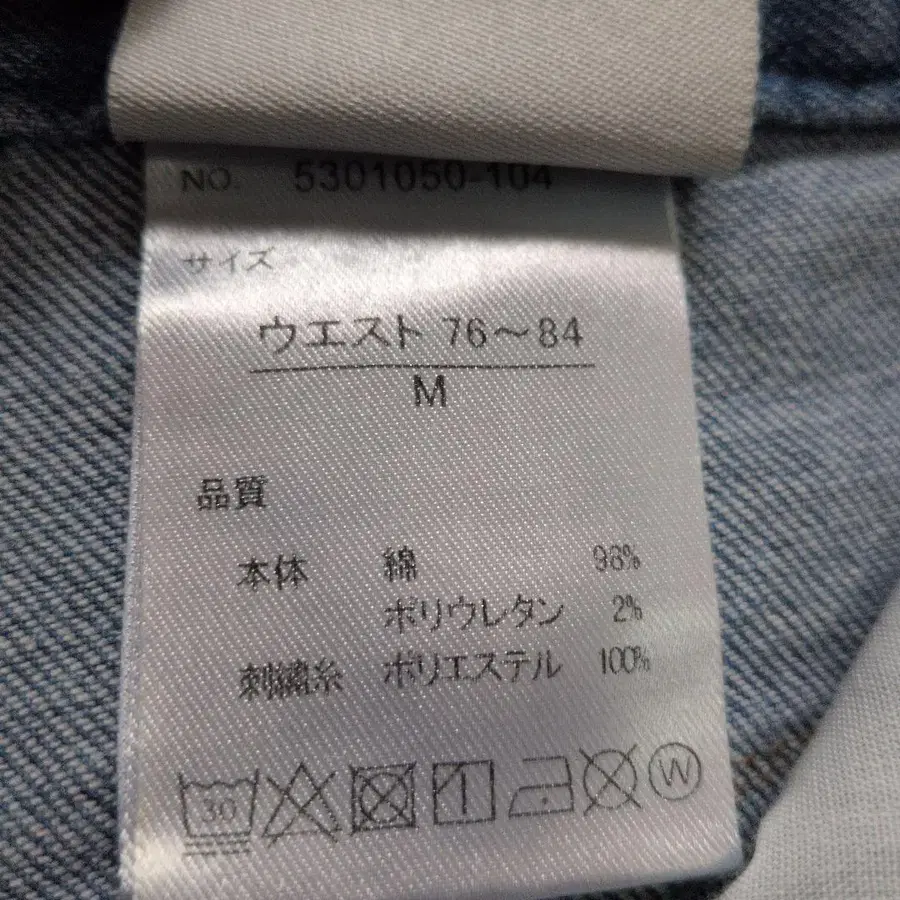 NO. 5301050-104
サイズ
ウエスト 76～84
M
品質
本体 綿 98%
ポリウレタン 2%
刺繍糸 ポリエステル 100%
30
W